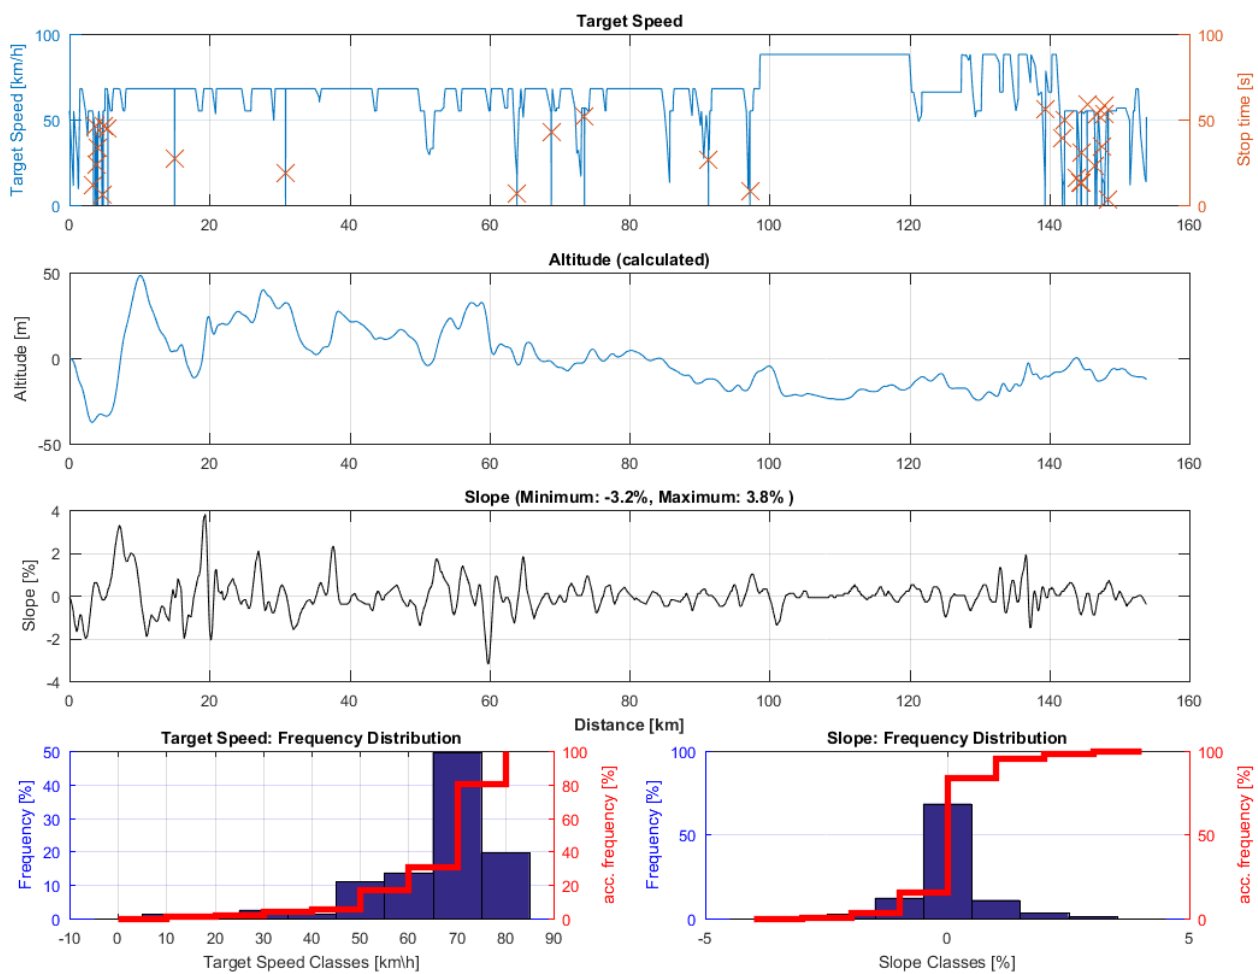 Target Speed
Target Speed [km/h]
100
50
0
100
50
0
Stop time [s]
0 20 40 60 80 100 120 140 160
Altitude (calculated)
Altitude [m]
50
0
-50
0 20 40 60 80 100 120 140 160
Slope (Minimum: -3.2%, Maximum: 3.8% )
Slope [%]
4
2
0
-2
-4
0 20 40 60 80 100 120 140 160
Distance [km]
Target Speed: Frequency Distribution
Frequency [%]
50
40
30
20
10
0
100
80
60
40
20
0
acc. frequency [%]
-10 0 10 20 30 40 50 60 70 80 90
Target Speed Classes [km\h]
Slope: Frequency Distribution
Frequency [%]
100
50
0
100
50
0
acc. frequency [%]
-5 0 5
Slope Classes [%]